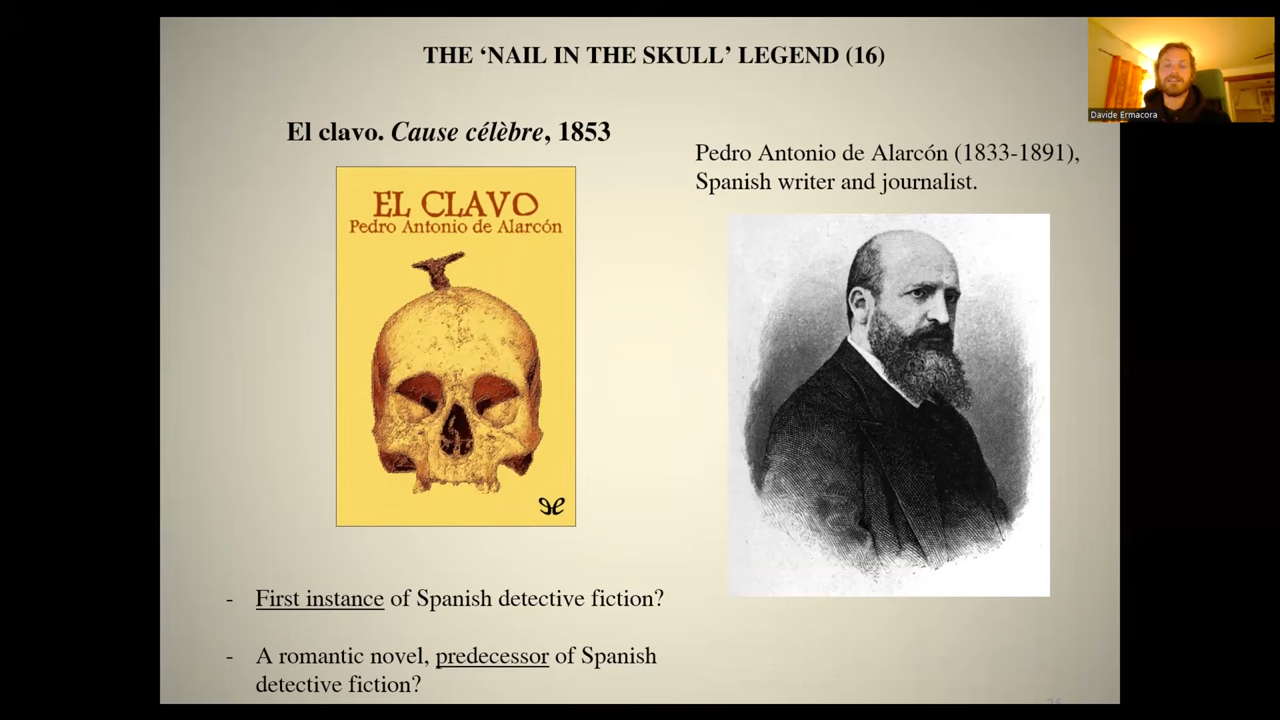 THE ‘NAIL IN THE SKULL’ LEGEND (16)
Davide Ermacora
El clavo. Cause célèbre, 1853
Pedro Antonio de Alarcón (1833-1891),
Spanish writer and journalist.
EL CLAVO
Pedro Antonio de Alarcón
- First instance of Spanish detective fiction?
- A romantic novel, predecessor of Spanish
detective fiction?